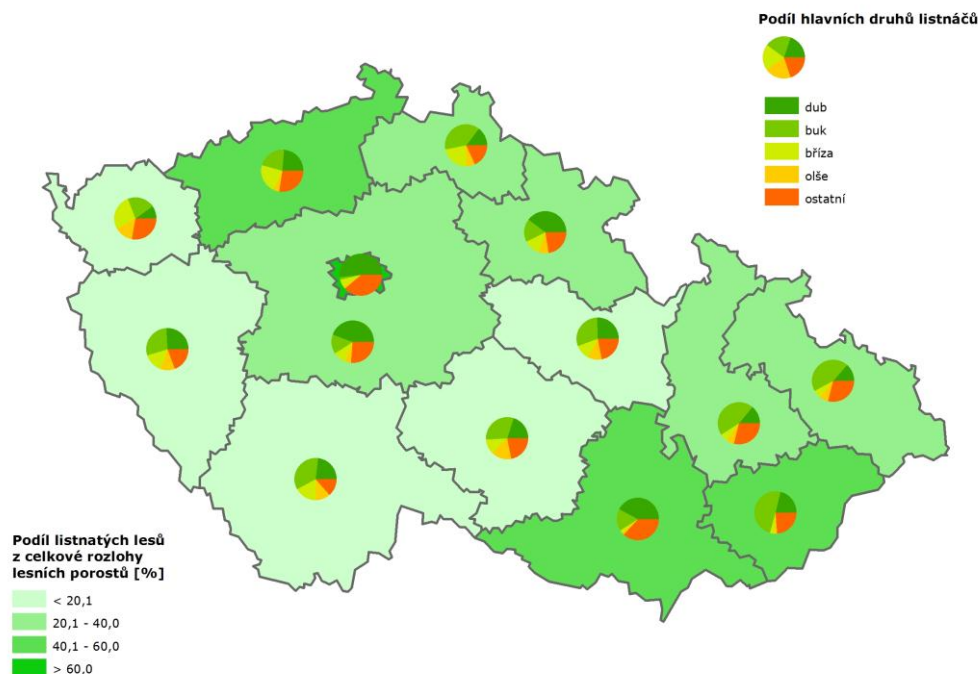 Podíl hlavních druhů listnáčů
dub
buk
bříza
olše
ostatní
Podíl listnatých lesů
z celkové rozlohy
lesních porostů [%]
< 20,1
20,1 - 40,0
40,1 - 60,0
> 60,0